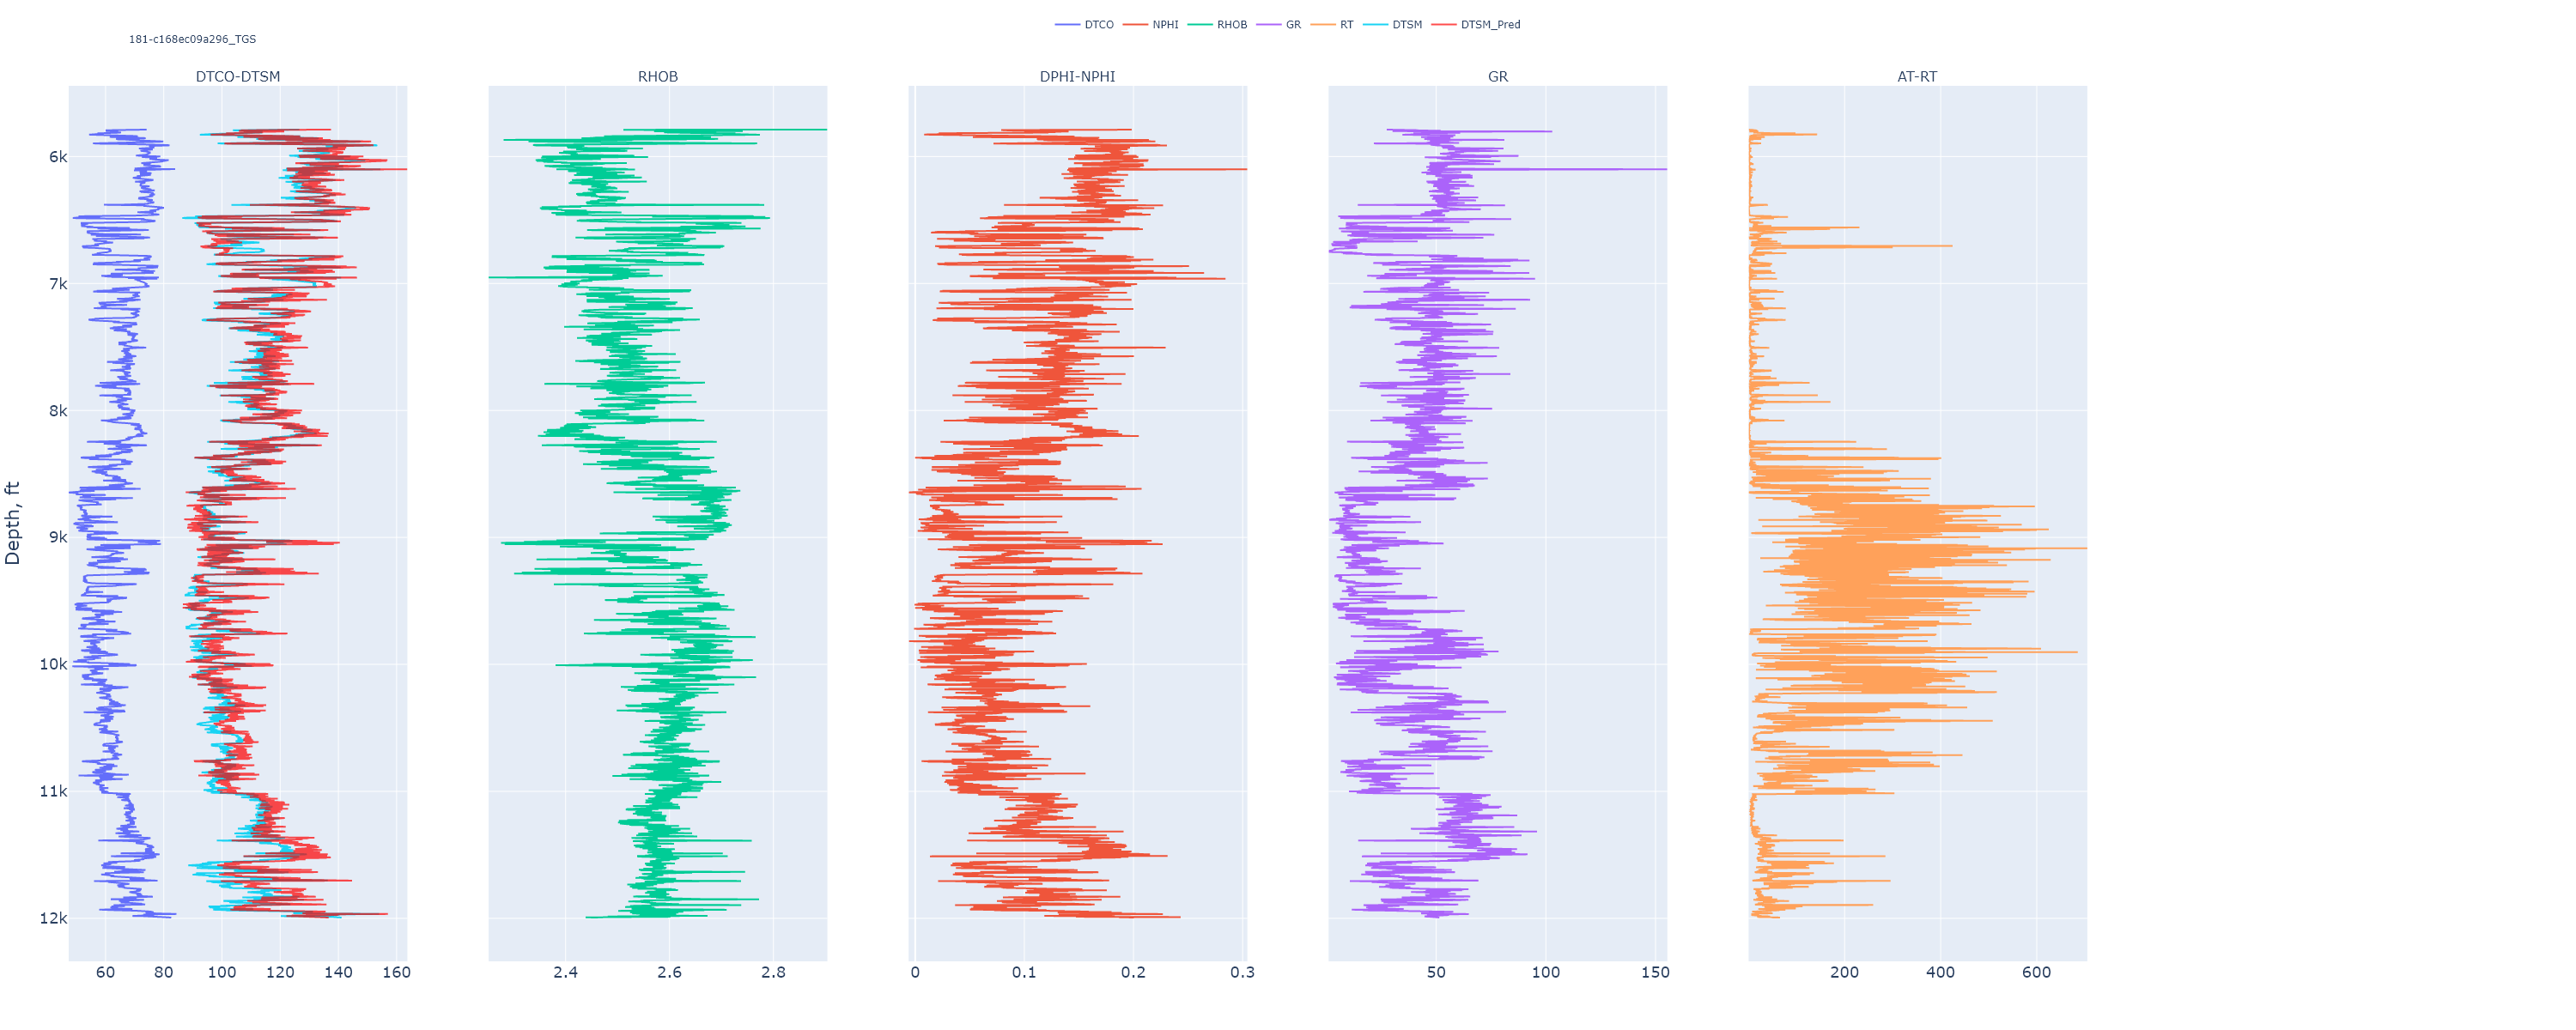 DTCO NPHI RHOB GR RT DTSM DTSM_Pred
181-c168ec09a296_TGS
DTCO-DTSM RHOB DPHI-NPHI GR AT-RT
Depth, ft
6k
7k
8k
9k
10k
11k
12k
60 80 100 120 140 160 2.4 2.6 2.8 0 0.1 0.2 0.3 50 100 150 200 400 600